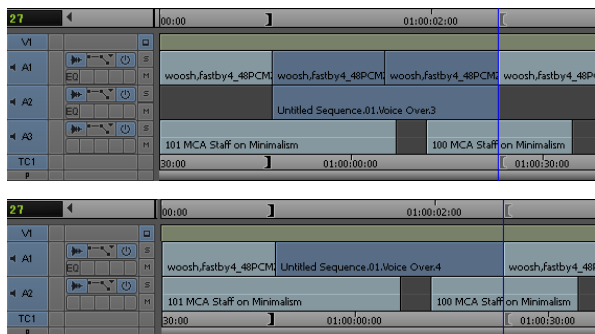 27 00:00 01:00:02:00
V1
A1 S
EQ M woosh,fastby4_48PCM woosh,fastby4_48PCM woosh,fastby4_48PCM woosh,fastby4_48P
A2 S
EQ M Untitled Sequence.01.Voice Over.3
A3 S
M 101 MCA Staff on Minimalism 100 MCA Staff on Minimalism
TC1 30:00 01:00:00:00 01:00:30:00
27 00:00 01:00:02:00
V1
A1 S
EQ M woosh,fastby4_48PCM Untitled Sequence.01.Voice Over.4 woosh,fastby4_48
A2 S
M 101 MCA Staff on Minimalism 100 MCA Staff on Minimalism
TC1 30:00 01:00:00:00 01:00:30:00